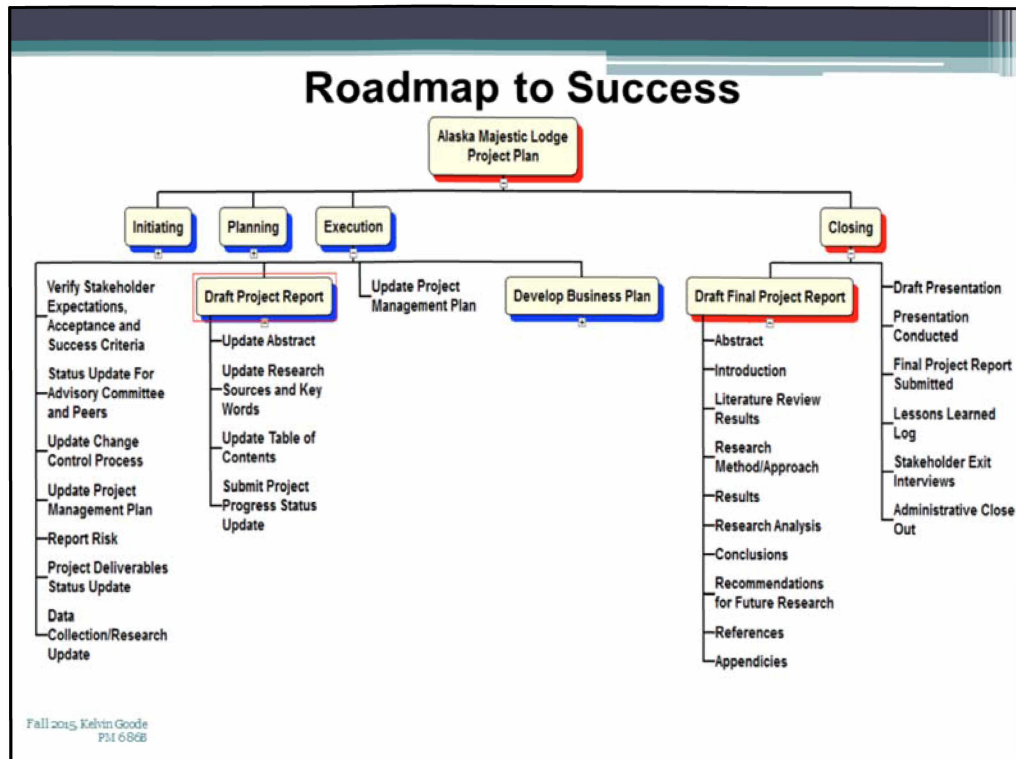 Roadmap to Success
Alaska Majestic Lodge
Project Plan
Initiating
Planning
Execution
Closing
Verify Stakeholder
Expectations,
Acceptance and
Success Criteria
Status Update For
Advisory Committee
and Peers
Update Change
Control Process
Update Project
Management Plan
Report Risk
Project Deliverables
Status Update
Data
Collection/Research
Update
Draft Project Report
Update Abstract
Update Research
Sources and Key
Words
Update Table of
Contents
Submit Project
Progress Status
Update
Update Project
Management Plan
Develop Business Plan
Draft Final Project Report
Abstract
Introduction
Literature Review
Results
Research
Method/Approach
Results
Research Analysis
Conclusions
Recommendations
for Future Research
References
Appendicies
Draft Presentation
Presentation
Conducted
Final Project Report
Submitted
Lessons Learned
Log
Stakeholder Exit
Interviews
Administrative Close
Out
Fall 2015, Kelvin Goode
PM 686B